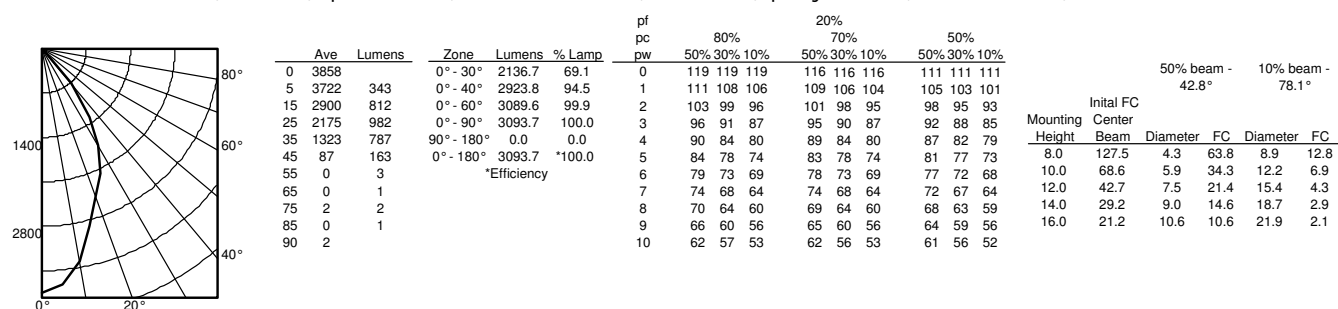 80°
60°
40°
1400
2800
0° 20°
Ave Lumens
0 3858
5 3722 343
15 2900 812
25 2175 982
35 1323 787
45 87 163
55 0 3
65 0 1
75 2 2
85 0 1
90 2
Zone Lumens % Lamp
0° - 30° 2136.7 69.1
0° - 40° 2923.8 94.5
0° - 60° 3089.6 99.9
0° - 90° 3093.7 100.0
90° - 180° 0.0 0.0
0° - 180° 3093.7 *100.0
*Efficiency
pf 20%
pc 80% 70% 50%
pw 50% 30% 10% 50% 30% 10% 50% 30% 10%
0 119 119 119 116 116 116 111 111 111
1 111 108 106 109 106 104 105 103 101
2 103 99 96 101 98 95 98 95 93
3 96 91 87 95 90 87 92 88 85
4 90 84 80 89 84 80 87 82 79
5 84 78 74 83 78 74 81 77 73
6 79 73 69 78 73 69 77 72 68
7 74 68 64 74 68 64 72 67 64
8 70 64 60 69 64 60 68 63 59
9 66 60 56 65 60 56 64 59 56
10 62 57 53 62 56 53 61 56 52
50% beam - 10% beam -
42.8° 78.1°
Inital FC
Mounting Center
Height Beam Diameter FC Diameter FC
8.0 127.5 4.3 63.8 8.9 12.8
10.0 68.6 5.9 34.3 12.2 6.9
12.0 42.7 7.5 21.4 15.4 4.3
14.0 29.2 9.0 14.6 18.7 2.9
16.0 21.2 10.6 10.6 21.9 2.1